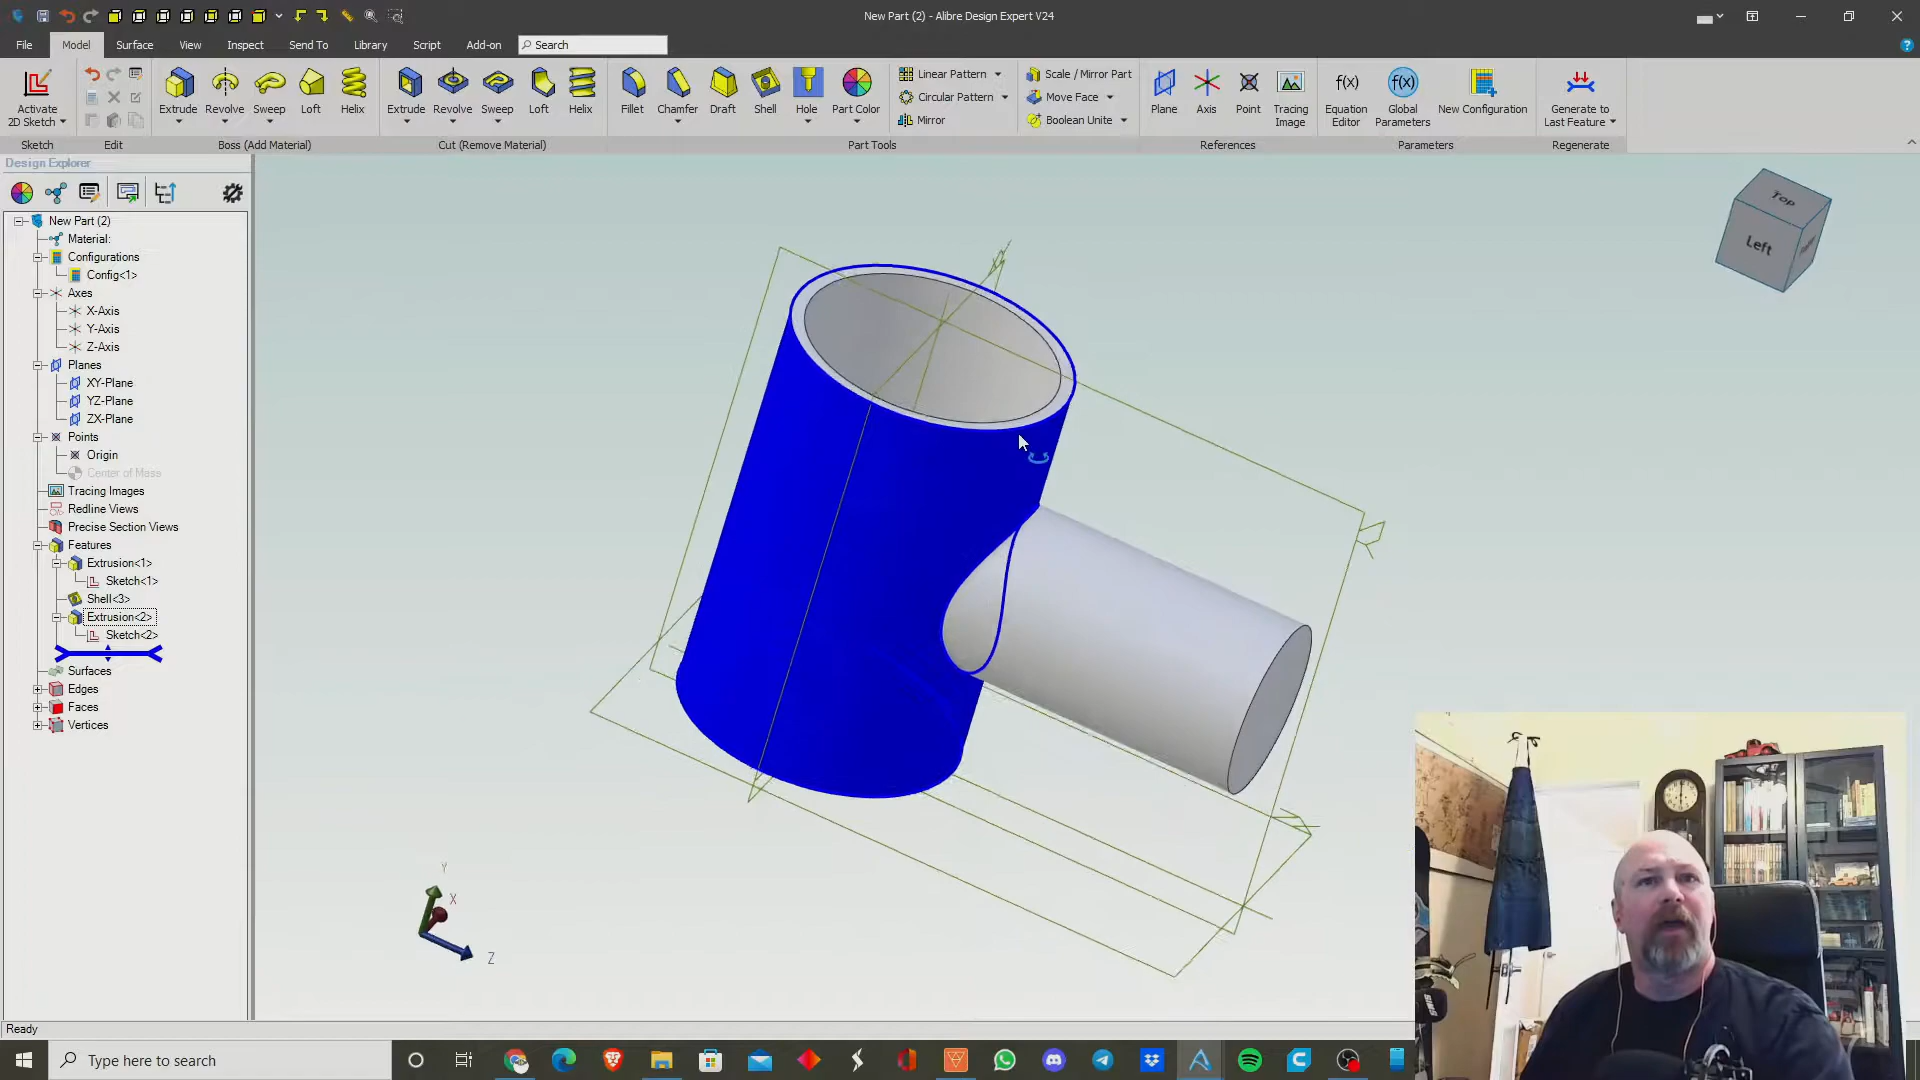 New Part (2) - Alibre Design Expert V24
File Model Surface View Inspect Send To Library Script Add-on Search
Activate
2D Sketch
Extrude Revolve Sweep Loft Helix
Extrude Revolve Sweep Loft Helix
Fillet Chamfer Draft Shell Hole Part Color
Linear Pattern
Circular Pattern
Mirror
Scale / Mirror Part
Move Face
Boolean Unite
Plane Axis Point Tracing
Image
f(x) Equation
Editor
f(x) Global
Parameters
New Configuration
Generate to
Last Feature
Sketch Edit Boss (Add Material) Cut (Remove Material) Part Tools References Parameters Regenerate
Design Explorer
New Part (2)
Material:
Configurations
Config<1>
Axes
X-Axis
Y-Axis
Z-Axis
Planes
XY-Plane
YZ-Plane
ZX-Plane
Points
Origin
Center of Mass
Tracing Images
Redline Views
Precise Section Views
Features
Extrusion<1>
Sketch<1>
Shell<3>
Extrusion<2>
Sketch<2>
Surfaces
Edges
Faces
Vertices
Top
Left
Y
X
Z
Ready
Type here to search